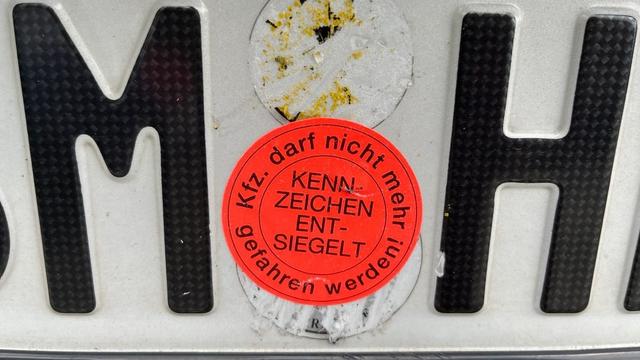 M H
Kfz. darf nicht mehr
KENN-
ZEICHEN
ENT-
SIEGELT
gefahren werden!